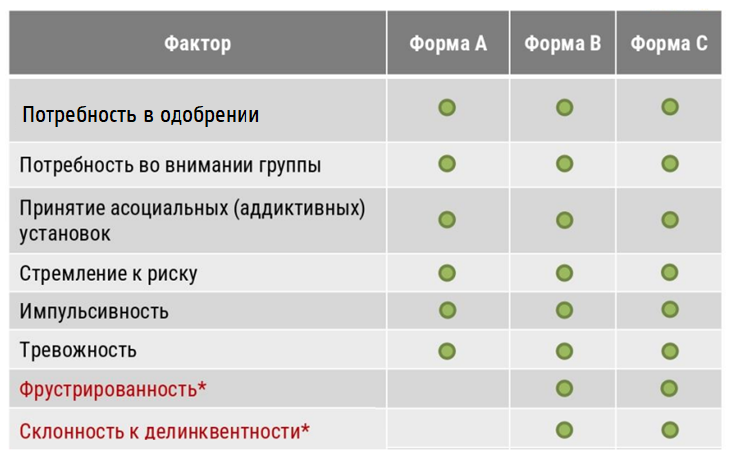 Фактор Форма А Форма В Форма С
Потребность в одобрении
Потребность во внимании группы
Принятие асоциальных (аддиктивных)
установок
Стремление к риску
Импульсивность
Тревожность
Фрустрированность*
Склонность к делинквентности*